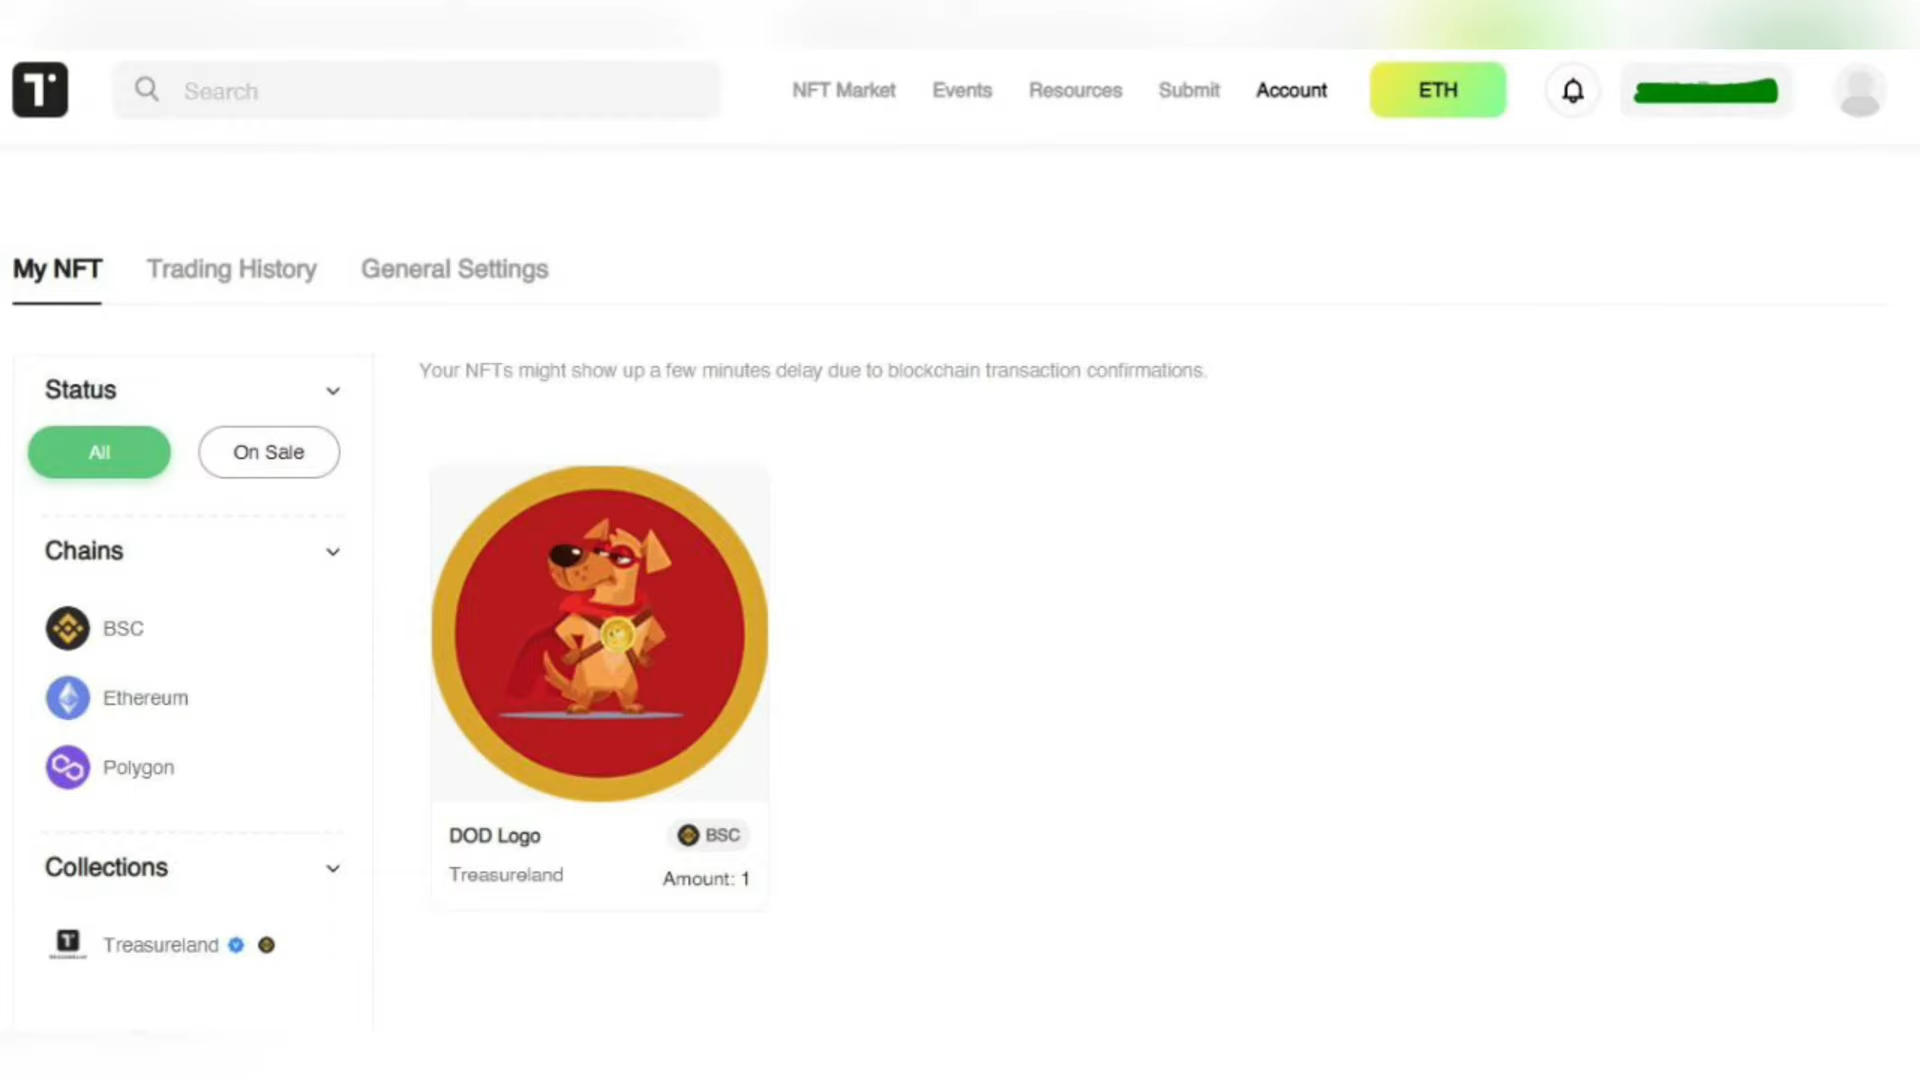 Search
NFT Market Events Resources Submit Account ETH
My NFT Trading History General Settings
Your NFTs might show up a few minutes delay due to blockchain transaction confirmations.
Status
All On Sale
Chains
BSC
Ethereum
Polygon
DOD Logo BSC
Treasureland Amount: 1
Collections
Treasureland